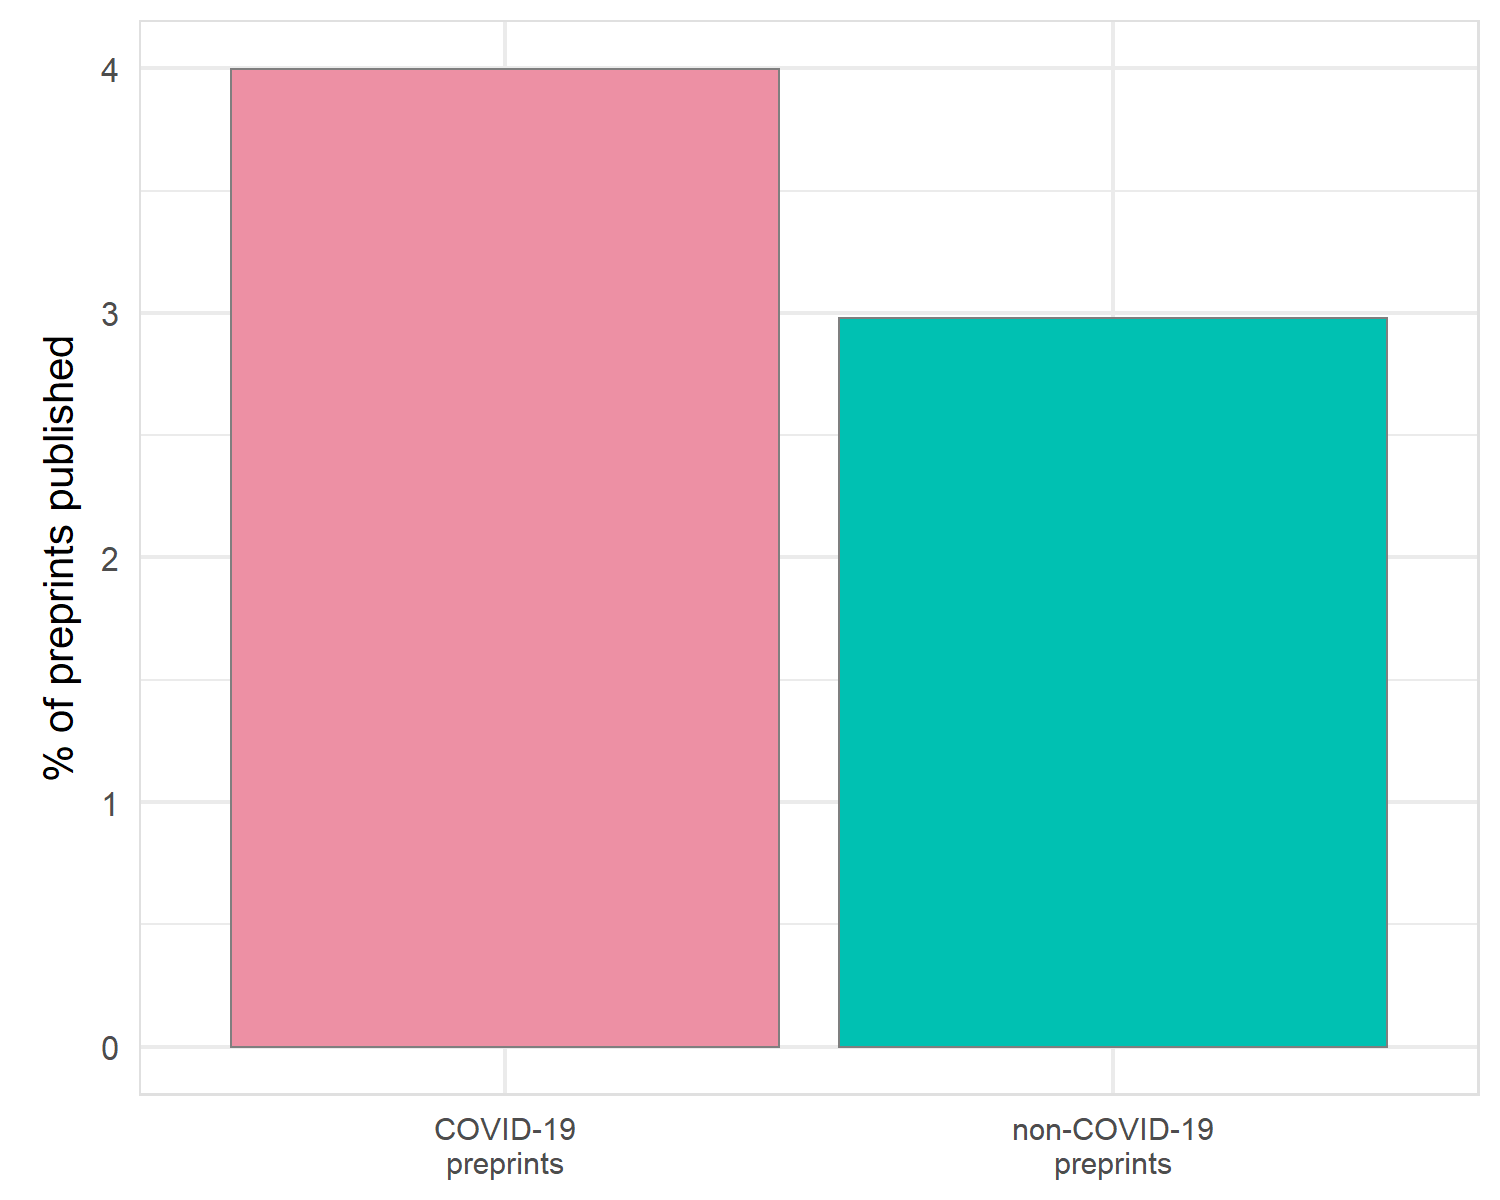 % of preprints published
4
3
2
1
0
COVID-19
preprints
non-COVID-19
preprints